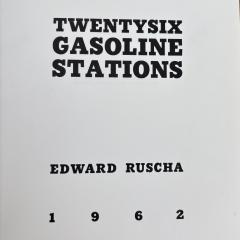 TWENTYSIX
GASOLINE
STATIONS
EDWARD RUSCHA
1 9 6 2